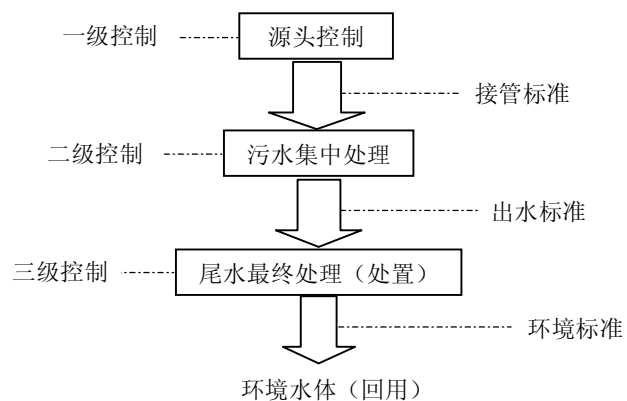 一级控制
源头控制
接管标准
二级控制
污水集中处理
出水标准
三级控制
尾水最终处理（处置）
环境标准
环境水体（回用）